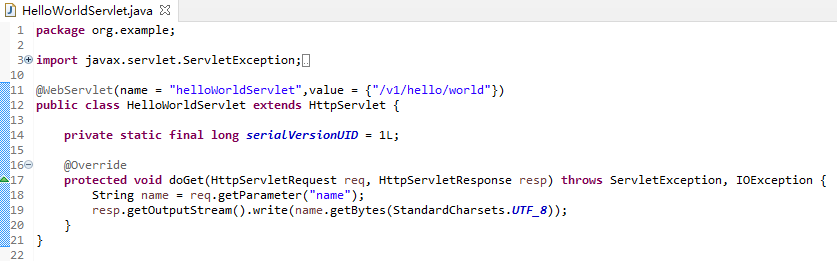 HelloWorldServlet.java
1 package org.example;
2
3 import javax.servlet.ServletException;
10
11 @WebServlet(name = "helloWorldServlet",value = {"/v1/hello/world"})
12 public class HelloWorldServlet extends HttpServlet {
13
14     private static final long serialVersionUID = 1L;
15
16     @Override
17     protected void doGet(HttpServletRequest req, HttpServletResponse resp) throws ServletException, IOException {
18         String name = req.getParameter("name");
19         resp.getOutputStream().write(name.getBytes(StandardCharsets.UTF_8));
20     }
21 }
22